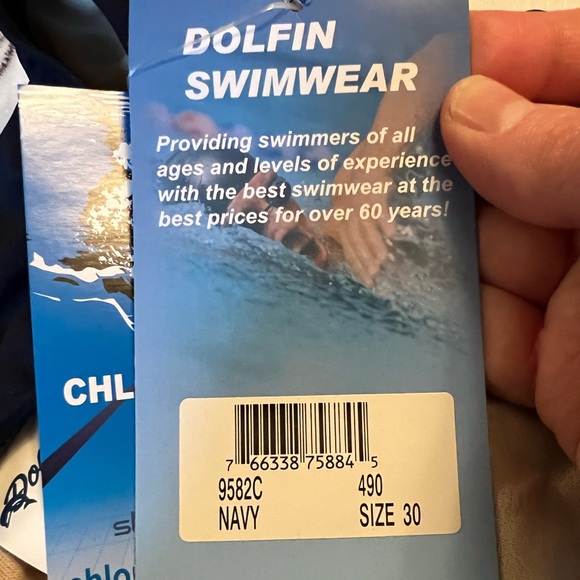 DOLFIN
SWIMWEAR
Providing swimmers of all
ages and levels of experience
with the best swimwear at the
best prices for over 60 years!
CHL
7 66338 75884 5
9582C 490
NAVY SIZE 30